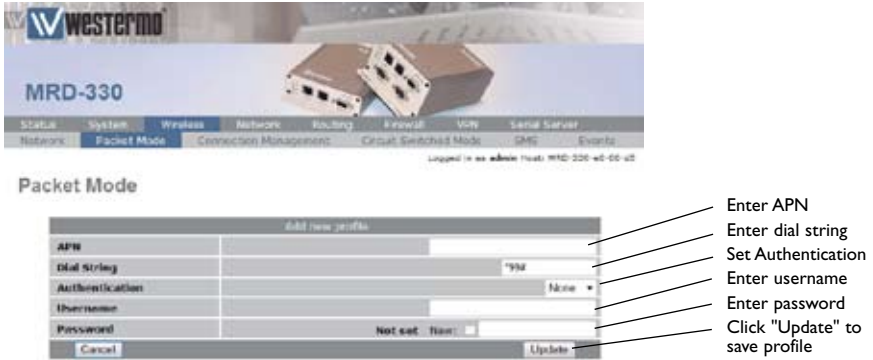 Westermo
MRD-330
Status System Wireless Network Routing Firewall VPN Serial Server
Network Packet Mode Connection Management Circuit Switched Mode SMS Events
Logged in as admin Host:
Packet Mode
Add new profile
APN
Enter APN
Dial String *99#
Enter dial string
Authentication None
Set Authentication
Username
Enter username
Password Not set New:
Enter password
Cancel Update
Click "Update" to
save profile